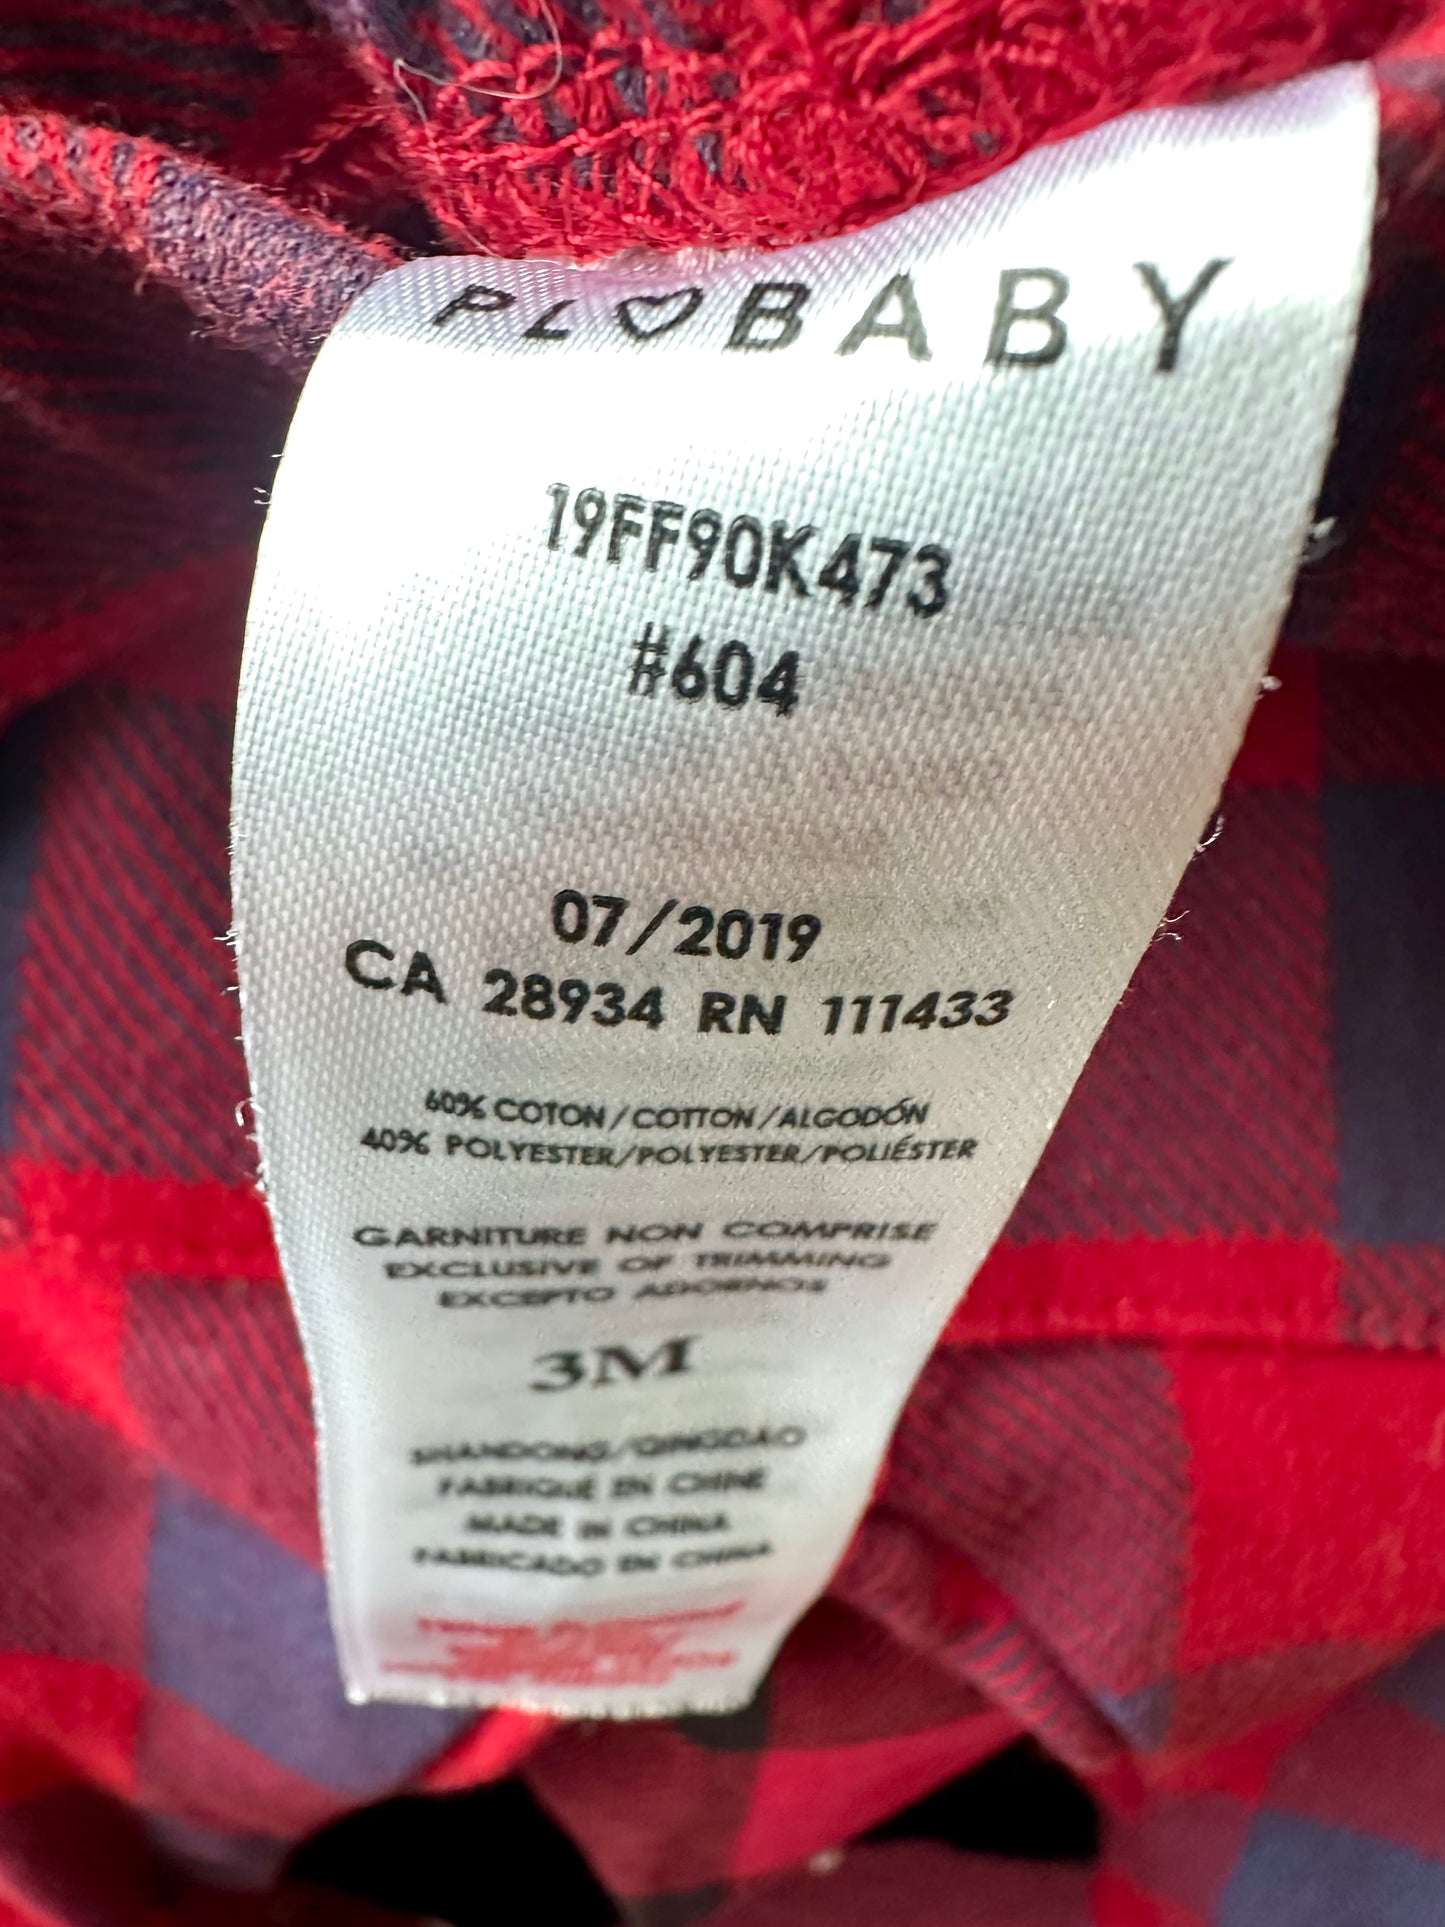 PL♡BABY
19FF90K473
#604
07/2019
CA 28934 RN 111433
60% COTON/COTTON/ALGODÓN
40% POLYESTER/POLYESTER/POLIÉSTER
GARNITURE NON COMPRISE
EXCLUSIVE OF TRIMMING
EXCEPTO ADORNOS
3M
SHANDONG/QINGDAO
FABRIQUÉ EN CHINE
MADE IN CHINA
FABRICADO EN CHINA